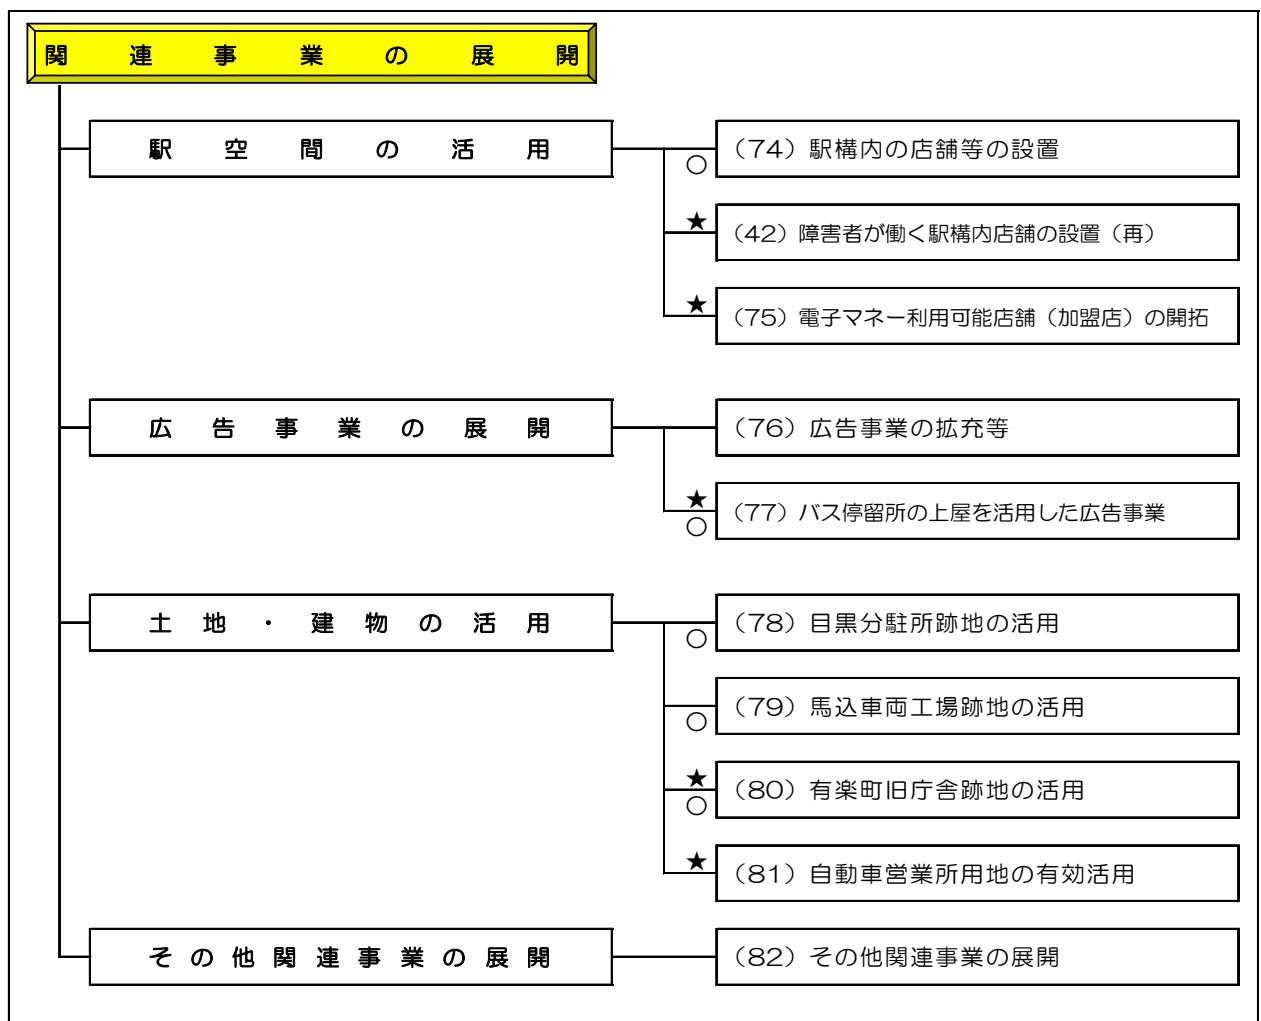 関連事業の展開
駅空間の活用
（74）駅構内の店舗等の設置
○
★
（42）障害者が働く駅構内店舗の設置（再）
★
（75）電子マネー利用可能店舗（加盟店）の開拓
広告事業の展開
（76）広告事業の拡充等
★
○
（77）バス停留所の上屋を活用した広告事業
土地・建物の活用
（78）目黒分駐所跡地の活用
○
（79）馬込車両工場跡地の活用
○
★
○
（80）有楽町旧庁舎跡地の活用
★
（81）自動車営業所用地の有効活用
その他関連事業の展開
（82）その他関連事業の展開